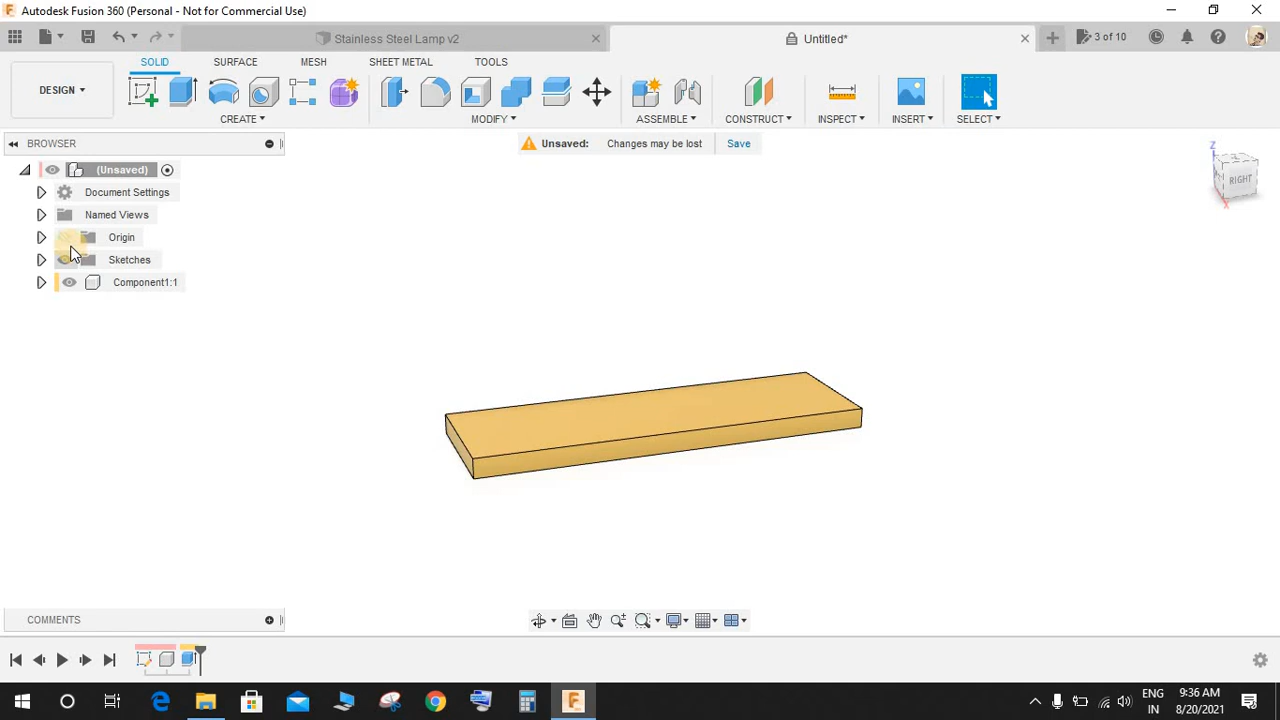 Autodesk Fusion 360 (Personal - Not for Commercial Use)
Stainless Steel Lamp v2
Untitled*
3 of 10
SOLID SURFACE MESH SHEET METAL TOOLS
DESIGN
CREATE MODIFY ASSEMBLE CONSTRUCT INSPECT INSERT SELECT
BROWSER
Unsaved: Changes may be lost Save
(Unsaved)
Document Settings
Named Views
Origin
Sketches
Component1:1
Z
RIGHT
X
COMMENTS
ENG
IN
9:36 AM
8/20/2021